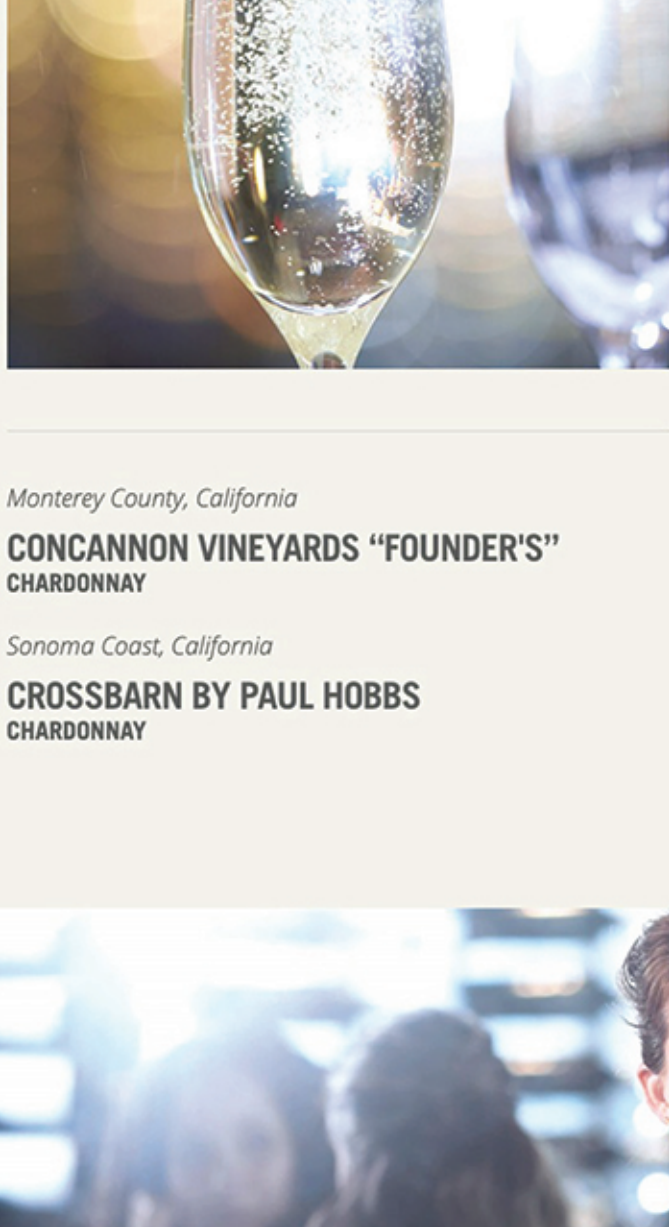 Monterey County, California
CONCANNON VINEYARDS “FOUNDER'S”
CHARDONNAY
Sonoma Coast, California
CROSSBARN BY PAUL HOBBS
CHARDONNAY